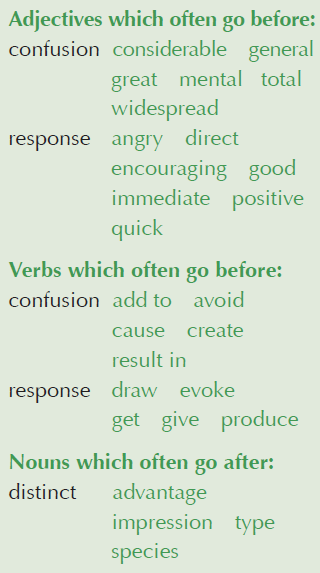 Adjectives which often go before:
confusion considerable general
great mental total
widespread
response angry direct
encouraging good
immediate positive
quick
Verbs which often go before:
confusion add to avoid
cause create
result in
response draw evoke
get give produce
Nouns which often go after:
distinct advantage
impression type
species